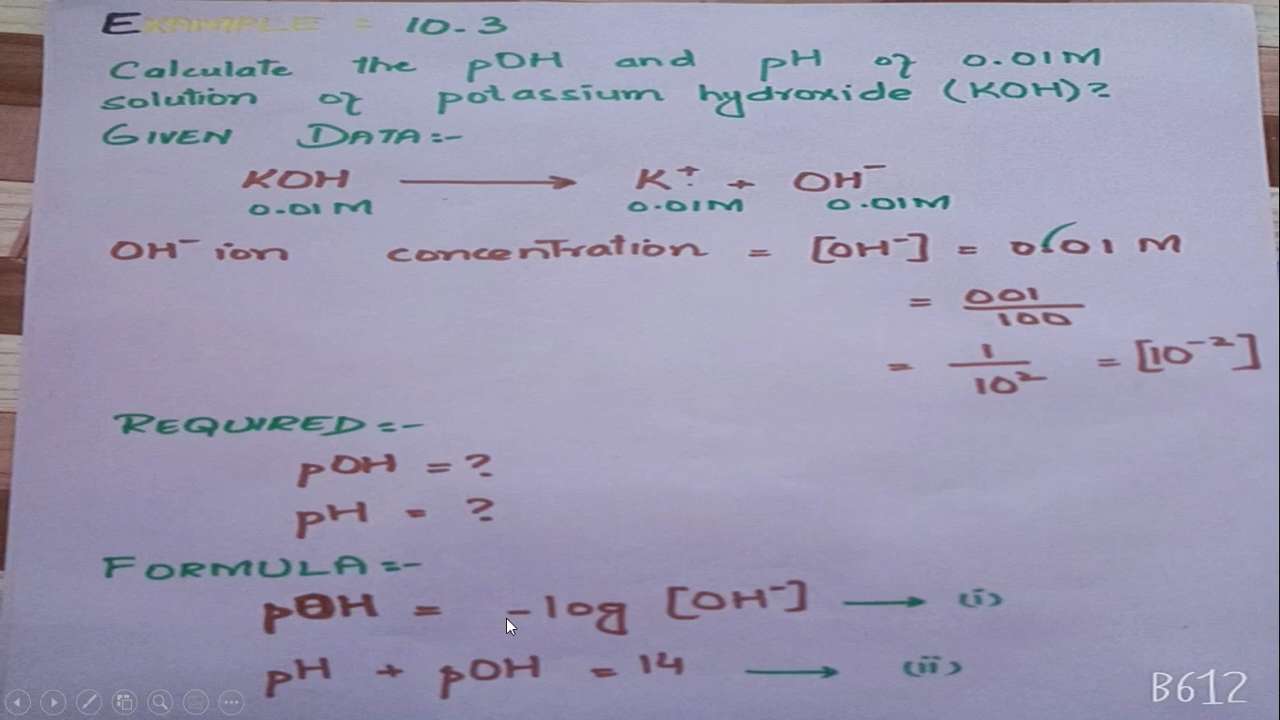 EXAMPLE = 10.3
Calculate the pOH and pH of 0.01M
solution of potassium hydroxide (KOH)?
GIVEN DATA:-
KOH ⟶ K⁺ + OH⁻
0.01M 0.01M 0.01M
OH⁻ ion concentration = [OH⁻] = 0.01 M
= 001/100
= 1/10² = [10⁻²]
REQUIRED:-
pOH = ?
pH = ?
FORMULA:-
pOH = -log [OH⁻] ⟶ (i)
pH + pOH = 14 ⟶ (ii)
B612